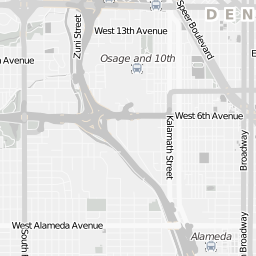 DEN
Speer Boulevard
Zuni Street
West 13th Avenue
Osage and 10th
Avenue
West 6th Avenue
Kalamath Street
Broadway
West Alameda Avenue
South
Alameda
Broadway